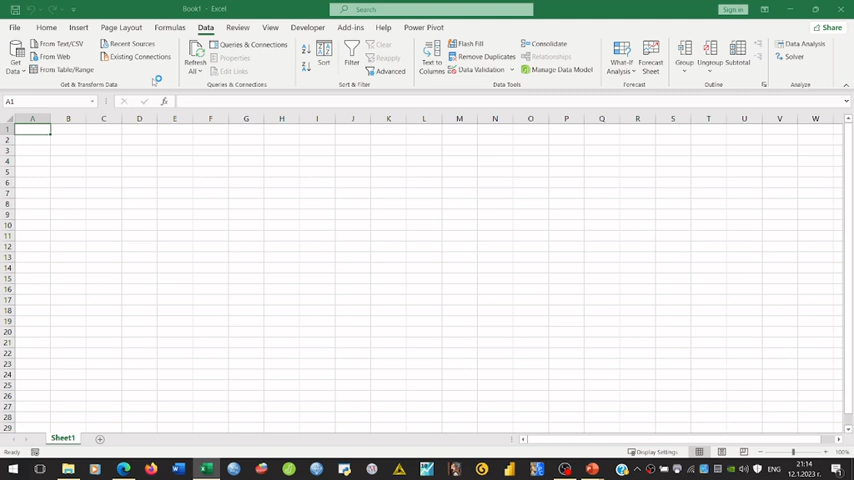 Book1 - Excel
Search
Sign in
File Home Insert Page Layout Formulas Data Review View Developer Add-ins Help Power Pivot
Share
Get Data
From Text/CSV
From Web
From Table/Range
Recent Sources
Existing Connections
Get & Transform Data
Refresh All
Queries & Connections
Properties
Edit Links
Queries & Connections
Sort
Filter
Clear
Reapply
Advanced
Sort & Filter
Text to Columns
Flash Fill
Remove Duplicates
Data Validation
Consolidate
Relationships
Manage Data Model
Data Tools
What-If Analysis
Forecast Sheet
Forecast
Group
Ungroup
Subtotal
Outline
Data Analysis
Solver
Analyze
A1
fx
A B C D E F G H I J K L M N O P Q R S T U V W
1
2
3
4
5
6
7
8
9
10
11
12
13
14
15
16
17
18
19
20
21
22
23
24
25
26
27
28
29
Sheet1
Ready
Display Settings
100%
ENG
21:14
12.1.2023 г.